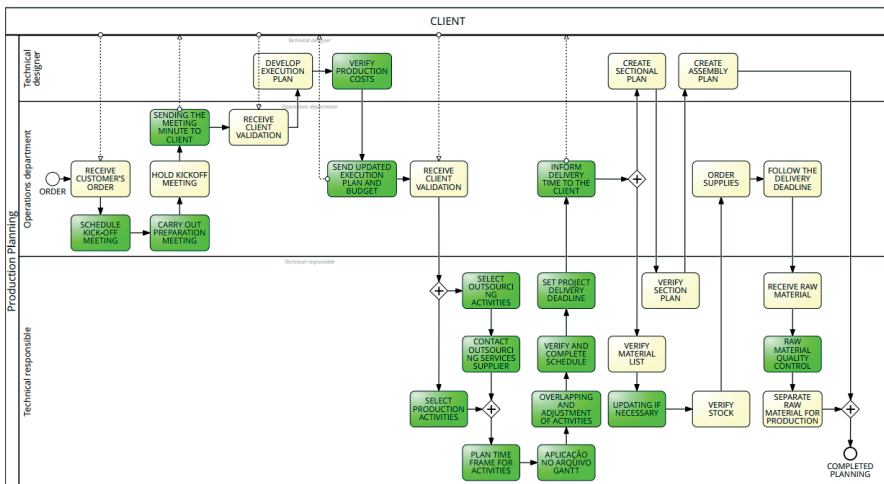 CLIENT
Technical designer
Technical
designer
DEVELOP
EXECUTION
PLAN
VERIFY
PRODUCTION
COSTS
CREATE
SECTIONAL
PLAN
CREATE
ASSEMBLY
PLAN
Production Planning
Operations department
Operations department
SENDING THE
MEETING
MINUTE TO
CLIENT
RECEIVE
CLIENT
VALIDATION
ORDER
RECEIVE
CUSTOMER'S
ORDER
HOLD KICKOFF
MEETING
SEND UPDATED
EXECUTION
PLAN AND
BUDGET
RECEIVE
CLIENT
VALIDATION
INFORM
DELIVERY
TIME TO THE
CLIENT
ORDER
SUPPLIES
FOLLOW THE
DELIVERY
DEADLINE
SCHEDULE
KICK-OFF
MEETING
CARRY OUT
PREPARATION
MEETING
Technical responsible
Technical responsible
SELECT
OUTSOURCI
NG
ACTIVITIES
SET PROJECT
DELIVERY
DEADLINE
VERIFY
SECTION
PLAN
RECEIVE RAW
MATERIAL
CONTACT
OUTSOURCI
NG SERVICES
SUPPLIER
VERIFY AND
COMPLETE
SCHEDULE
VERIFY
MATERIAL
LIST
RAW
MATERIAL
QUALITY
CONTROL
SELECT
PRODUCTION
ACTIVITIES
OVERLAPPING
AND
ADJUSTMENT
OF ACTIVITIES
UPDATING IF
NECESSARY
VERIFY
STOCK
SEPARATE
RAW
MATERIAL FOR
PRODUCTION
PLAN TIME
FRAME FOR
ACTIVITIES
APLICAÇÃO
NO ARQUIVO
GANTT
COMPLETED
PLANNING